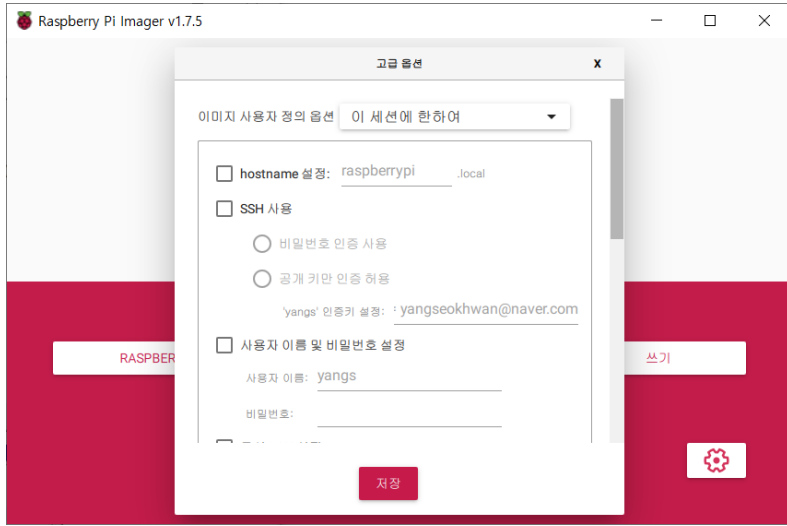 Raspberry Pi Imager v1.7.5
고급 옵션 X
이미지 사용자 정의 옵션 이 세션에 한하여
hostname 설정: raspberrypi .local
SSH 사용
비밀번호 인증 사용
공개 키만 인증 허용
'yangs' 인증키 설정: : yangseokhwan@naver.com
사용자 이름 및 비밀번호 설정
RASPBER 쓰기
사용자 이름: yangs
비밀번호:
저장